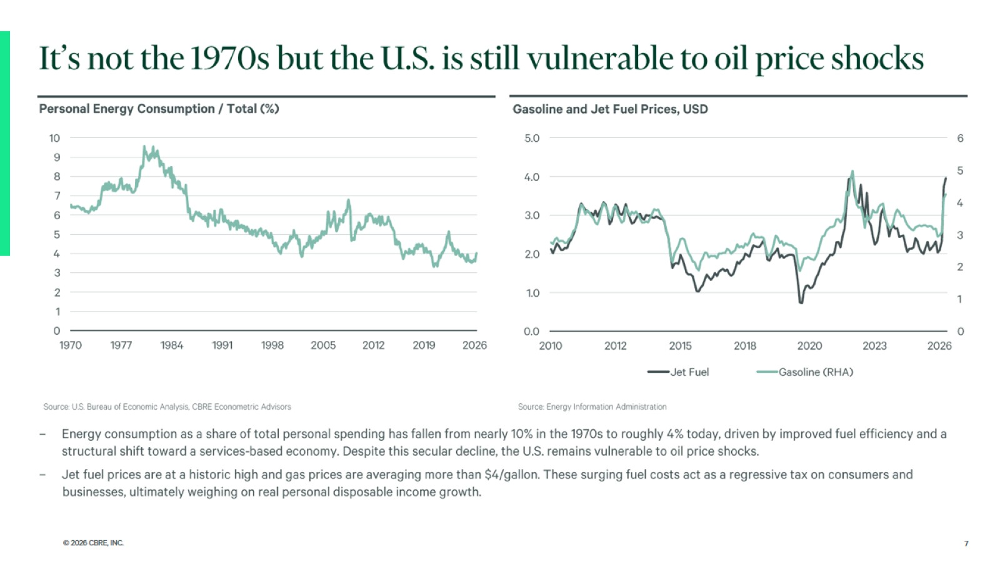 It’s not the 1970s but the U.S. is still vulnerable to oil price shocks
Personal Energy Consumption / Total (%)
10
9
8
7
6
5
4
3
2
1
0
1970 1977 1984 1991 1998 2005 2012 2019 2026
Source: U.S. Bureau of Economic Analysis, CBRE Econometric Advisors
Gasoline and Jet Fuel Prices, USD
5.0
4.0
3.0
2.0
1.0
0.0
6
5
4
3
2
1
0
2010 2012 2015 2018 2020 2023 2026
Jet Fuel Gasoline (RHA)
Source: Energy Information Administration
– Energy consumption as a share of total personal spending has fallen from nearly 10% in the 1970s to roughly 4% today, driven by improved fuel efficiency and a
structural shift toward a services-based economy. Despite this secular decline, the U.S. remains vulnerable to oil price shocks.
– Jet fuel prices are at a historic high and gas prices are averaging more than $4/gallon. These surging fuel costs act as a regressive tax on consumers and
businesses, ultimately weighing on real personal disposable income growth.
© 2026 CBRE, INC.
7